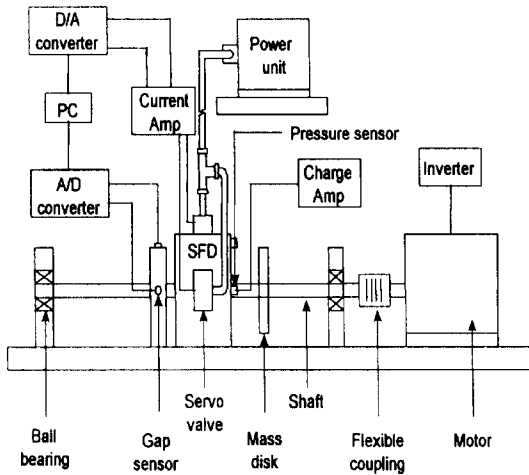 D/A
converter
Power
unit
PC
Current
Amp
Pressure sensor
A/D
converter
Charge
Amp
Inverter
SFD
Servo
valve
Shaft
Ball
bearing
Gap
sensor
Mass
disk
Flexible
coupling
Motor